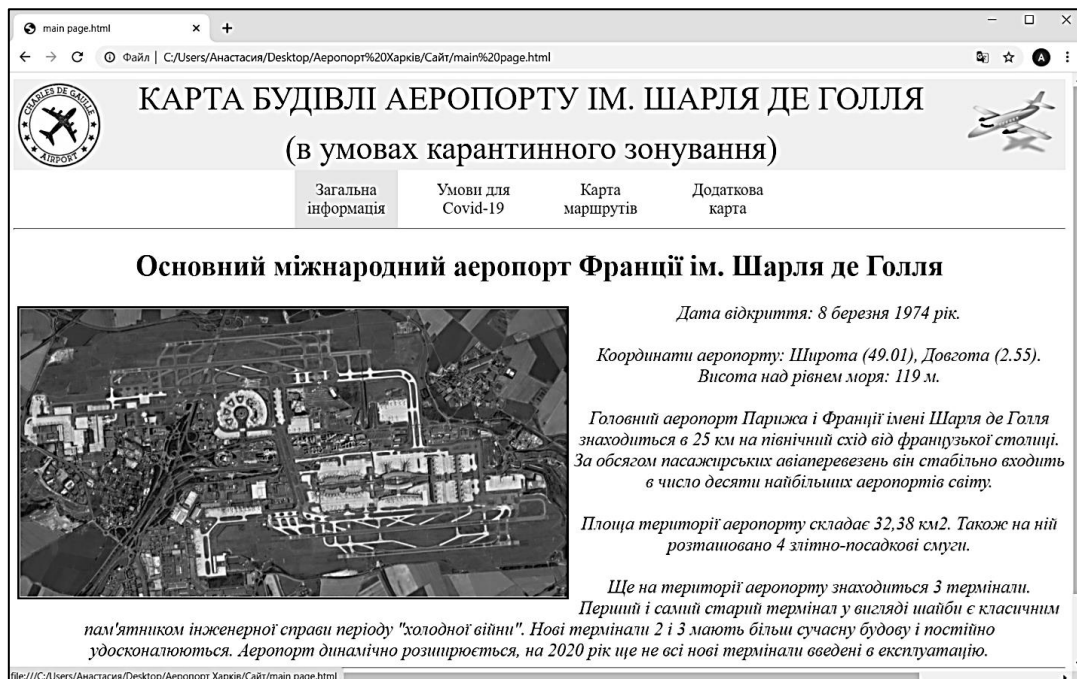 main page.html
Файл | C:/Users/Анастасия/Desktop/Аеропорт%20Харків/Сайт/main%20page.html
A
CHARLES DE GAULLE
AIRPORT
КАРТА БУДІВЛІ АЕРОПОРТУ ІМ. ШАРЛЯ ДЕ ГОЛЛЯ
(в умовах карантинного зонування)
Загальна
інформація
Умови для
Covid-19
Карта
маршрутів
Додаткова
карта
Основний міжнародний аеропорт Франції ім. Шарля де Голля
Дата відкриття: 8 березня 1974 рік.
Координати аеропорту: Широта (49.01), Довгота (2.55).
Висота над рівнем моря: 119 м.
Головний аеропорт Парижа і Франції імені Шарля де Голля
знаходиться в 25 км на північний схід від французької столиці.
За обсягом пасажирських авіаперевезень він стабільно входить
в число десяти найбільших аеропортів світу.
Площа території аеропорту складає 32,38 км2. Також на ній
розташовано 4 злітно-посадкові смуги.
Ще на території аеропорту знаходиться 3 термінали.
Перший і самий старий термінал у вигляді шайби є класичним
пам'ятником інженерної справи періоду "холодної війни". Нові термінали 2 і 3 мають більш сучасну будову і постійно
удосконалюються. Аеропорт динамічно розширюється, на 2020 рік ще не всі нові термінали введені в експлуатацію.
file:///C:/Users/Анастасия/Desktop/Аеропорт Харків/Сайт/main page.html